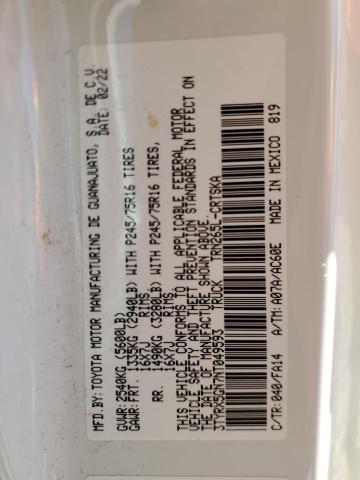 MFD.BY: TOYOTA MOTOR MANUFACTURING DE GUANAJUATO, S.A. DE C.V.
DATE: 02/22
GVWR: 2540KG (5600LB)
GAWR: FRT. 1335KG (2940LB) WITH P245/75R16 TIRES
16X7J RIMS
RR. 1490KG (3280LB) WITH P245/75R16 TIRES,
16X7J RIMS
THIS VEHICLE CONFORMS TO ALL APPLICABLE FEDERAL MOTOR
VEHICLE SAFETY AND THEFT PREVENTION STANDARDS IN EFFECT ON
THE DATE OF MANUFACTURE SHOWN ABOVE.
3TYRX5GN7NT049593 TRUCK TRN265L-CRTSKA
C/TR: 040/FA14 A/TM: A07A/AC60E MADE IN MEXICO 819